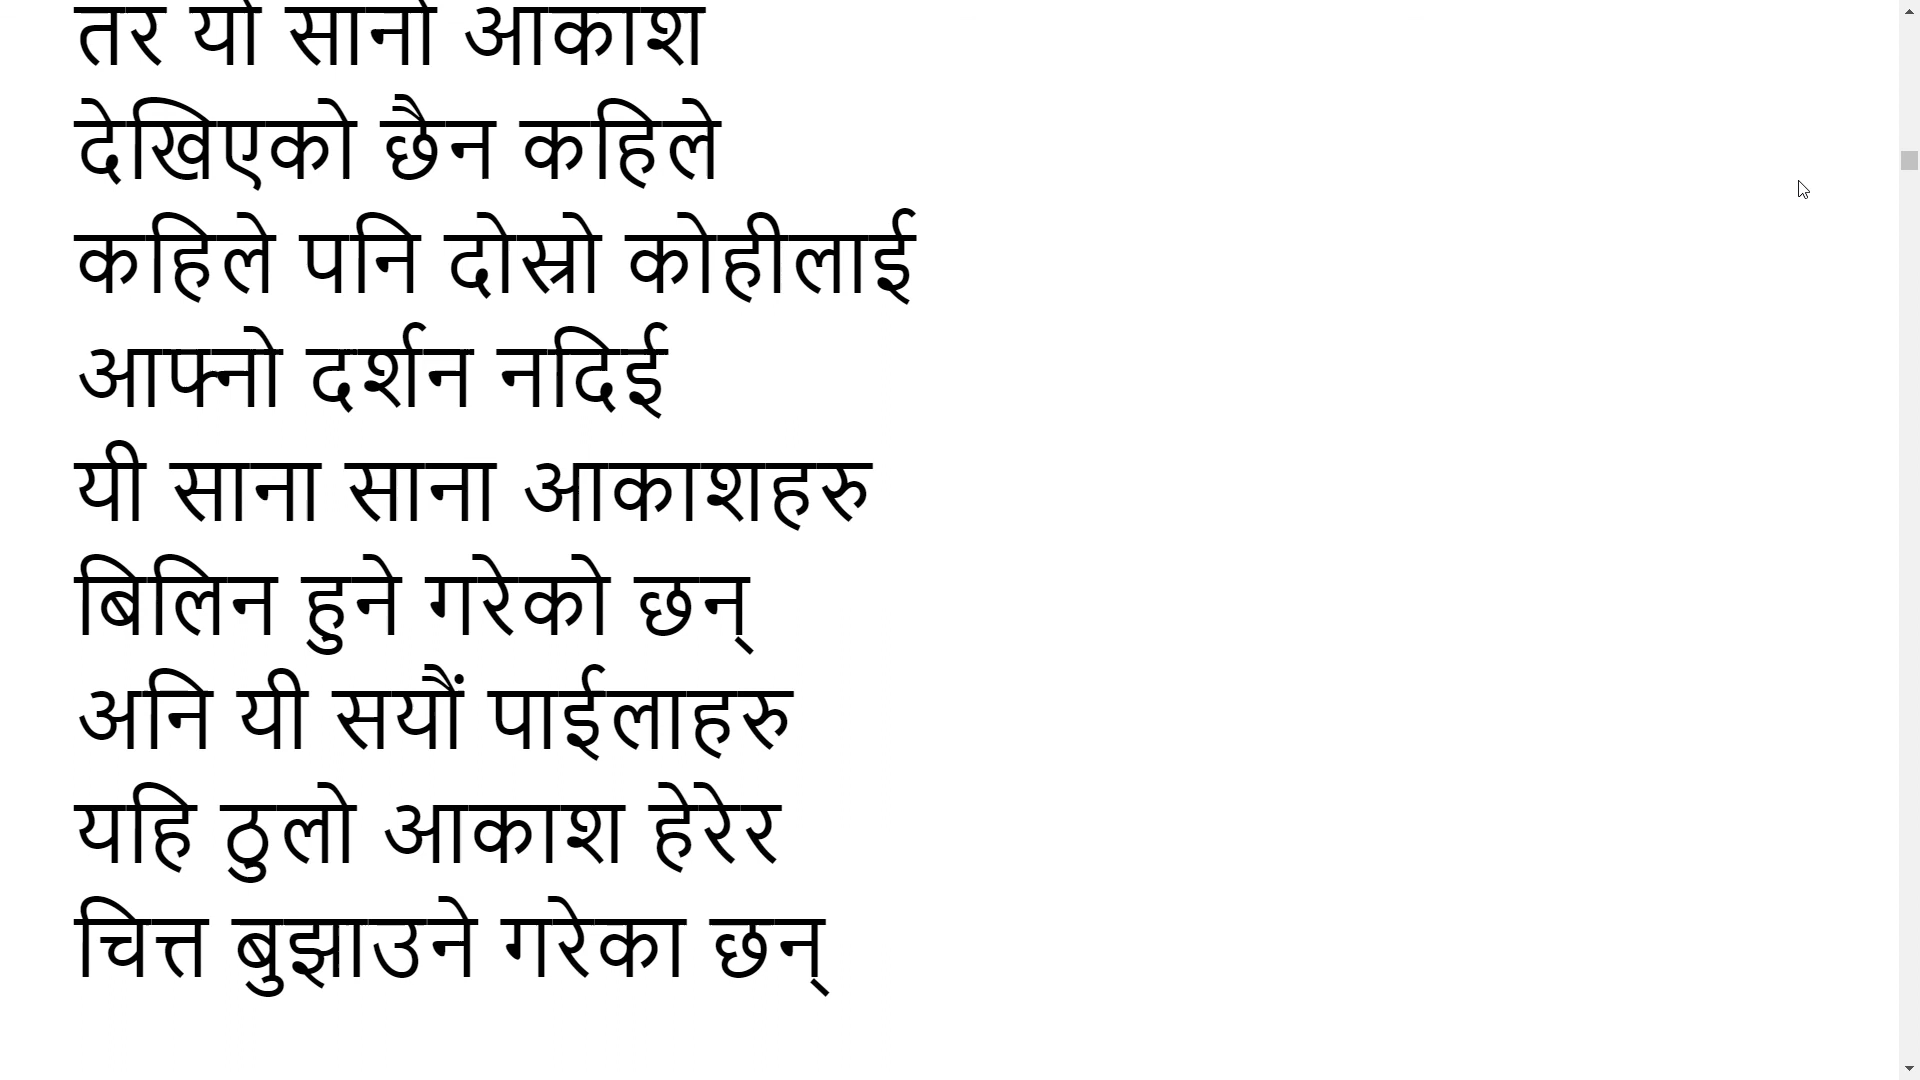 तर यो सानो आकाश
देखिएको छैन कहिले
कहिले पनि दोस्रो कोहीलाई
आफ्नो दर्शन नदिई
यी साना साना आकाशहरु
बिलिन हुने गरेको छन्
अनि यी सयौं पाईलाहरु
यहि ठुलो आकाश हेरेर
चित्त बुझाउने गरेका छन्